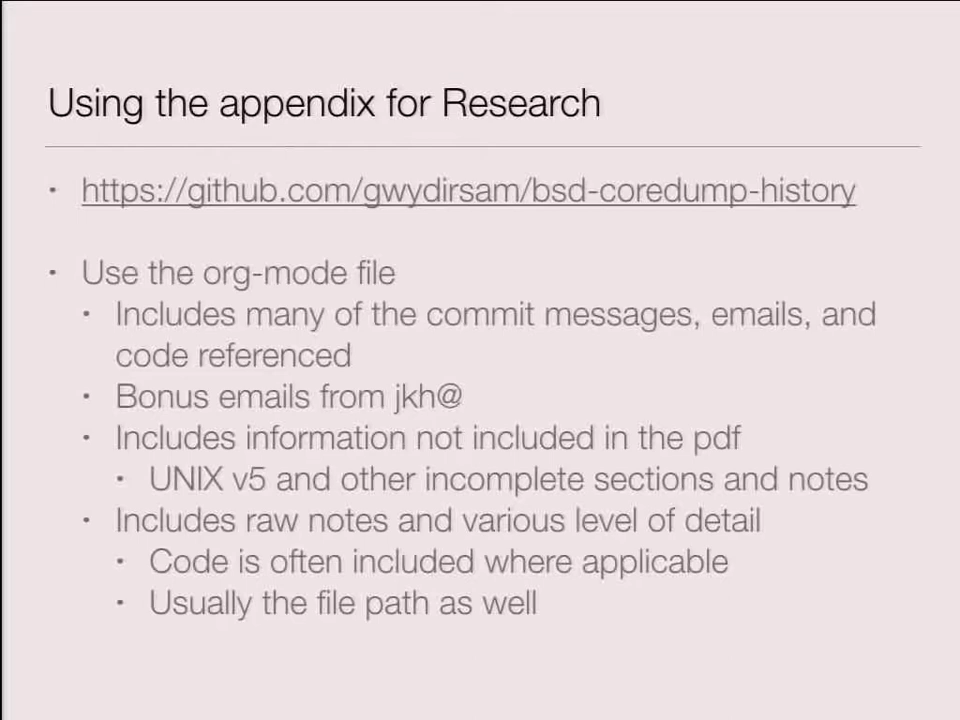 Using the appendix for Research
• https://github.com/gwydirsam/bsd-coredump-history
• Use the org-mode file
• Includes many of the commit messages, emails, and
code referenced
• Bonus emails from jkh@
• Includes information not included in the pdf
• UNIX v5 and other incomplete sections and notes
• Includes raw notes and various level of detail
• Code is often included where applicable
• Usually the file path as well